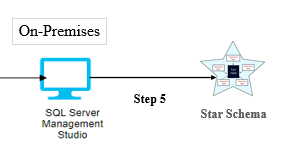 On-Premises
SQL Server
Management
Studio
Step 5
Star Schema